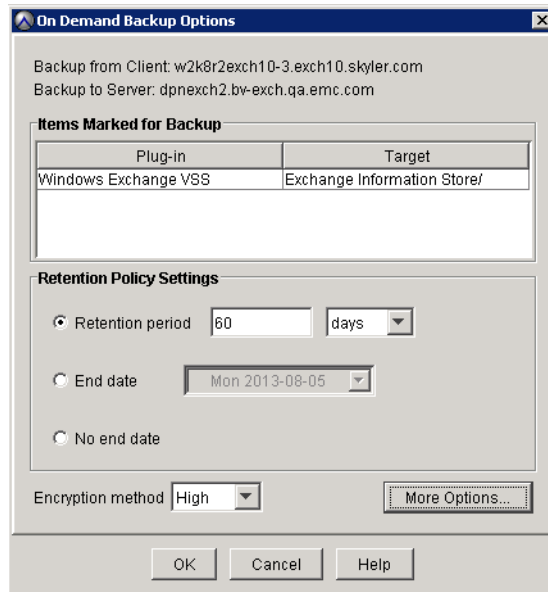 On Demand Backup Options
Backup from Client: w2k8r2exch10-3.exch10.skyler.com
Backup to Server: dpnexch2.bv-exch.qa.emc.com
Items Marked for Backup
Plug-in Target
Windows Exchange VSS Exchange Information Store/
Retention Policy Settings
Retention period 60 days
End date Mon 2013-08-05
No end date
Encryption method High More Options...
OK Cancel Help